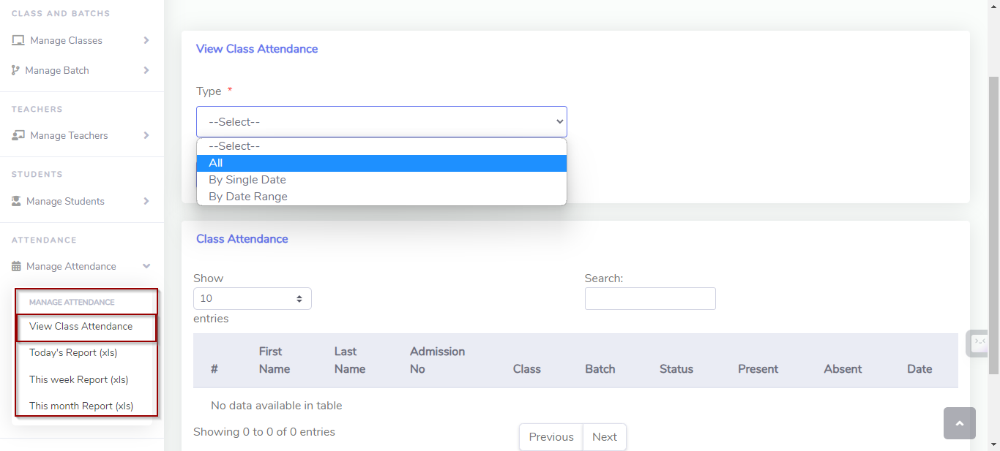 CLASS AND BATCHS
Manage Classes
Manage Batch
TEACHERS
Manage Teachers
STUDENTS
Manage Students
ATTENDANCE
Manage Attendance
MANAGE ATTENDANCE
View Class Attendance
Today's Report (xls)
This week Report (xls)
This month Report (xls)
View Class Attendance
Type *
--Select--
--Select--
All
By Single Date
By Date Range
Class Attendance
Show
10
entries
Search:
# First Name Last Name Admission No Class Batch Status Present Absent Date
No data available in table
Showing 0 to 0 of 0 entries
Previous Next